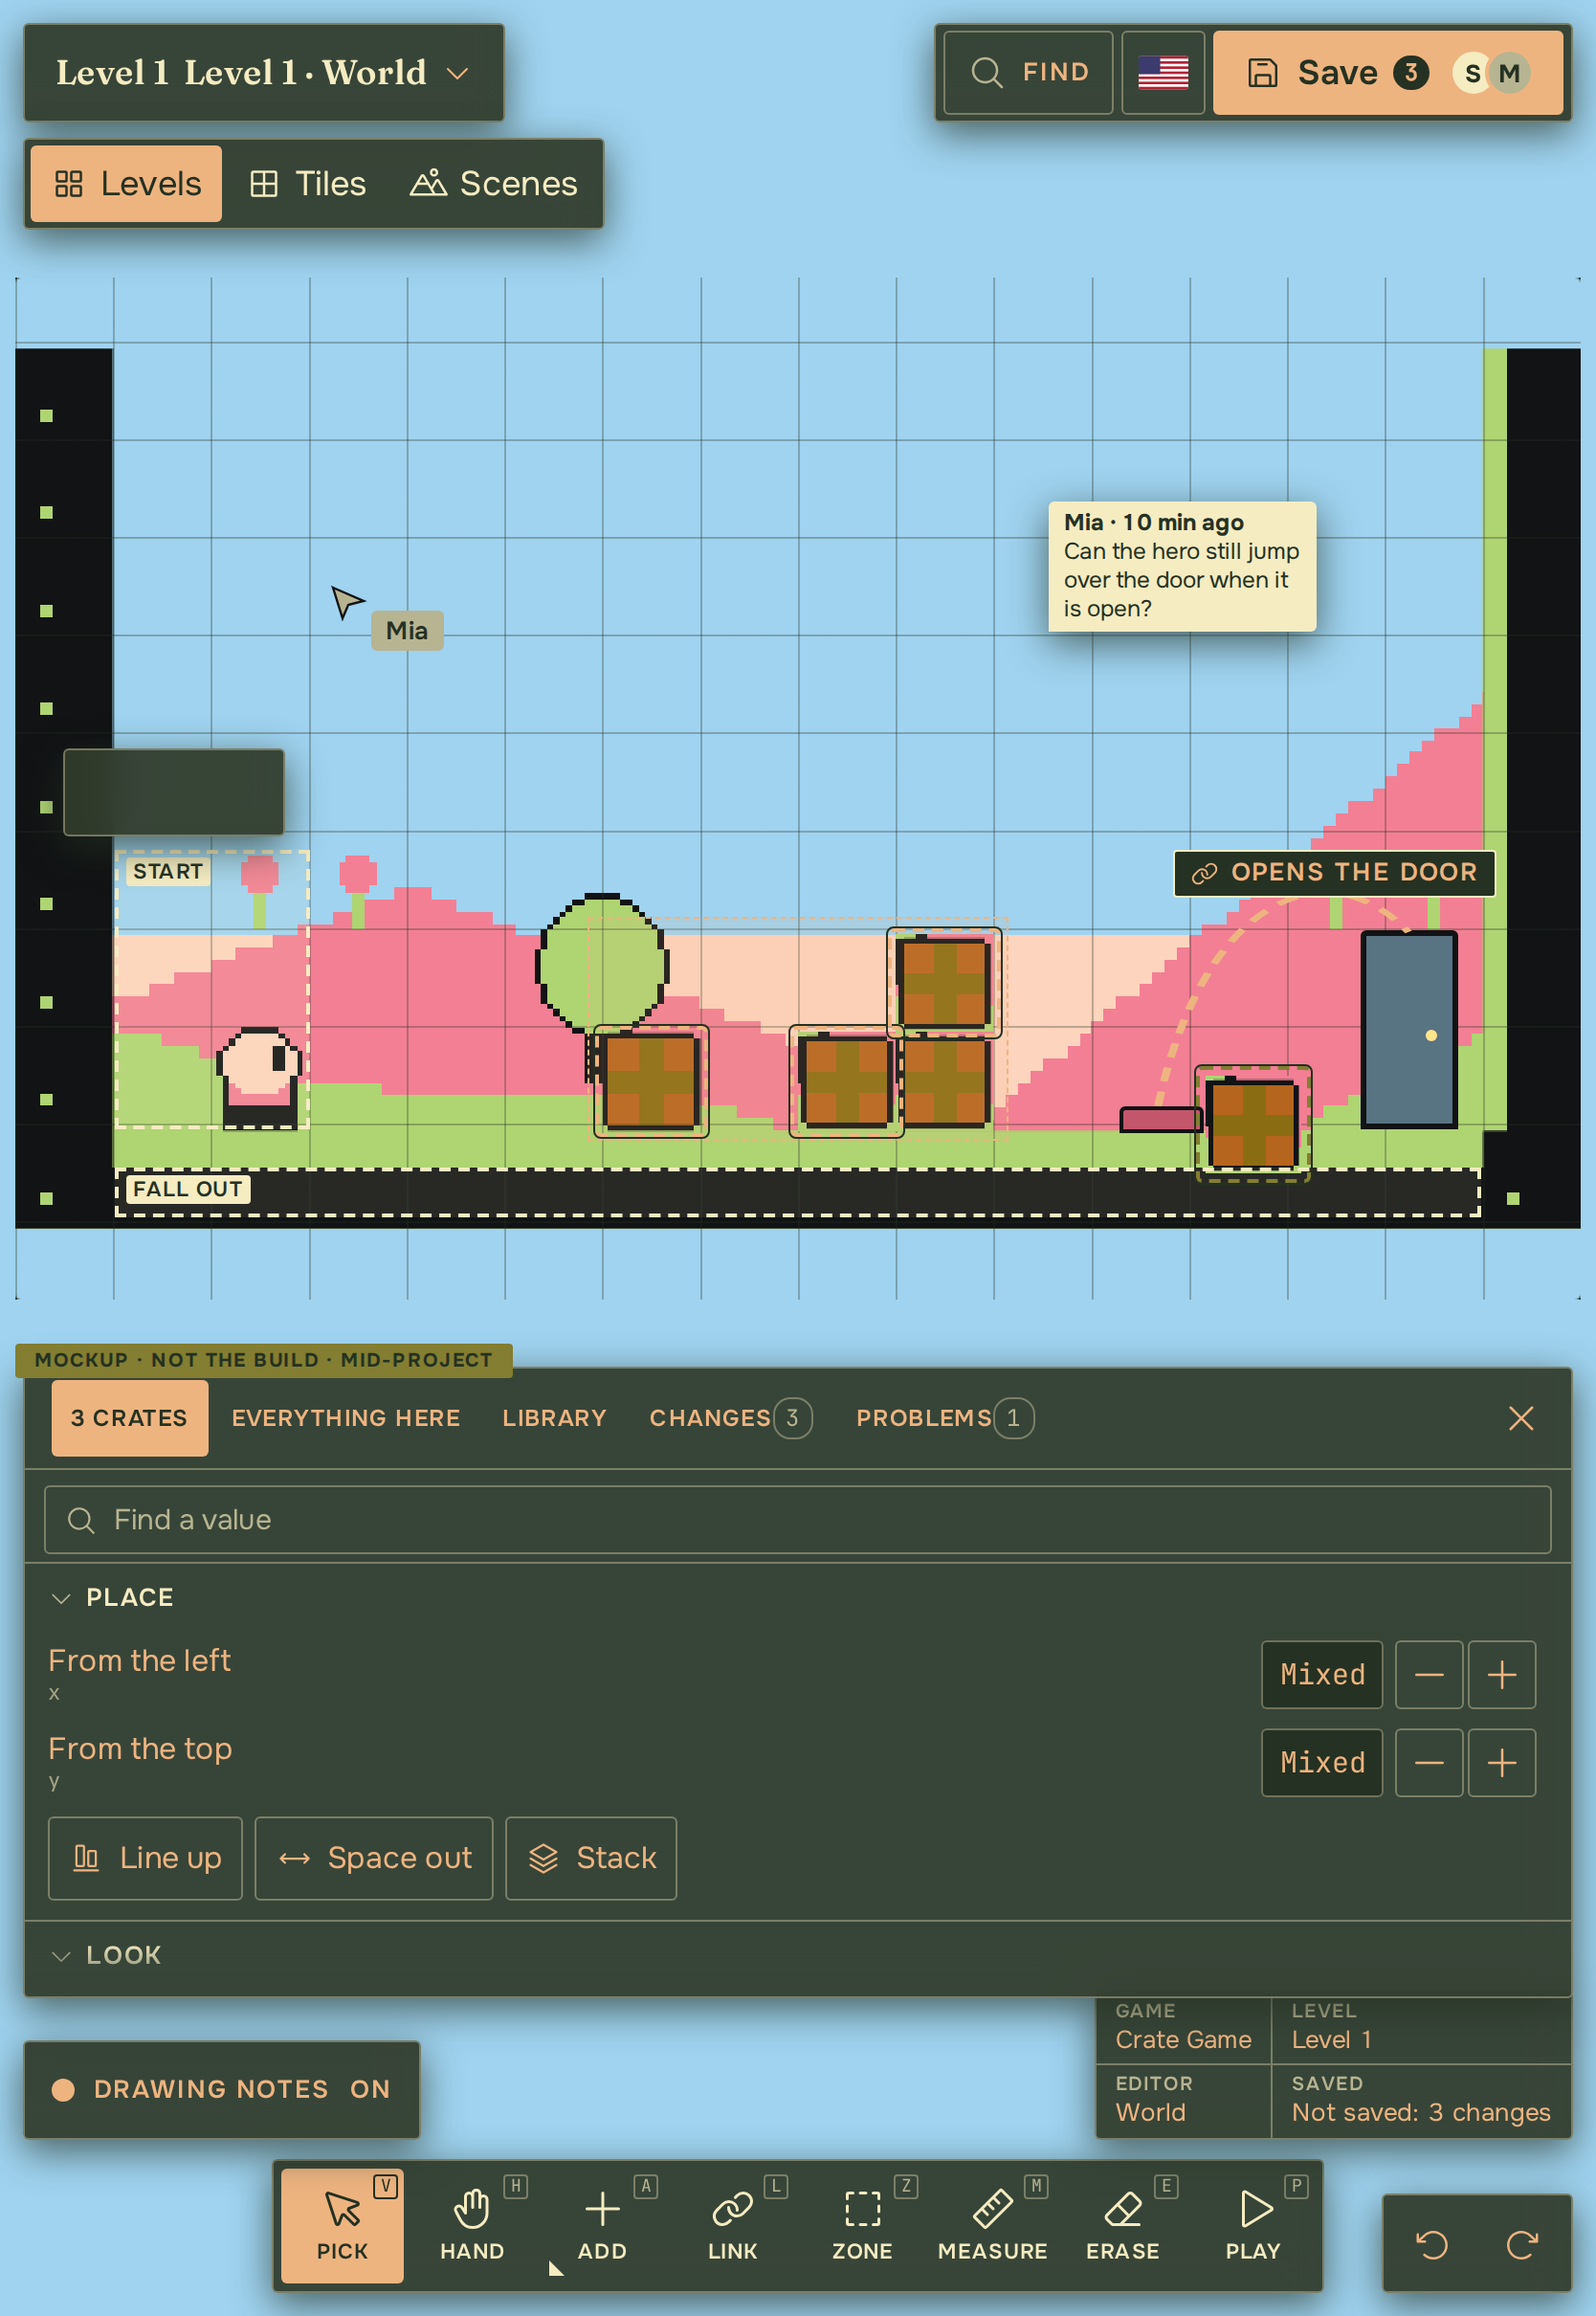 Level 1 Level 1 · World
FIND
Save 3 S M
Levels Tiles Scenes
Mia · 10 min ago
Can the hero still jump
over the door when it
is open?
Mia
START
OPENS THE DOOR
FALL OUT
MOCKUP · NOT THE BUILD · MID-PROJECT
3 CRATES EVERYTHING HERE LIBRARY CHANGES 3 PROBLEMS 1
Find a value
PLACE
From the left
x
Mixed
From the top
y
Mixed
Line up Space out Stack
LOOK
GAME LEVEL
Crate Game Level 1
EDITOR SAVED
World Not saved: 3 changes
DRAWING NOTES ON
V H A L Z M E P
PICK HAND ADD LINK ZONE MEASURE ERASE PLAY